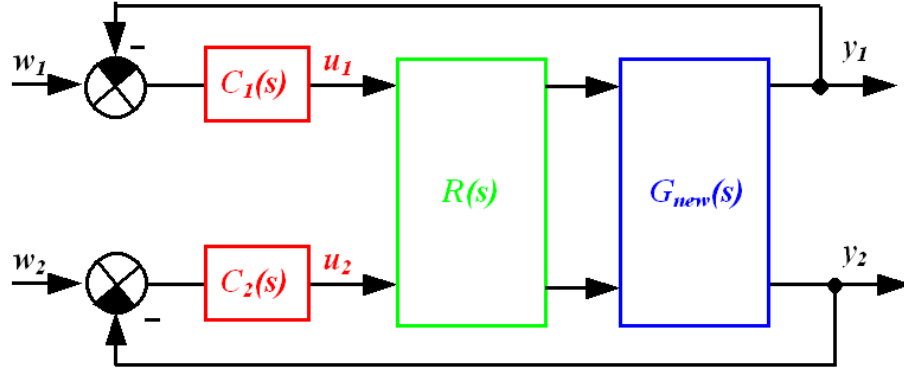 w1 − C1(s) u1 y1
R(s) Gnew(s)
w2 − C2(s) u2 y2